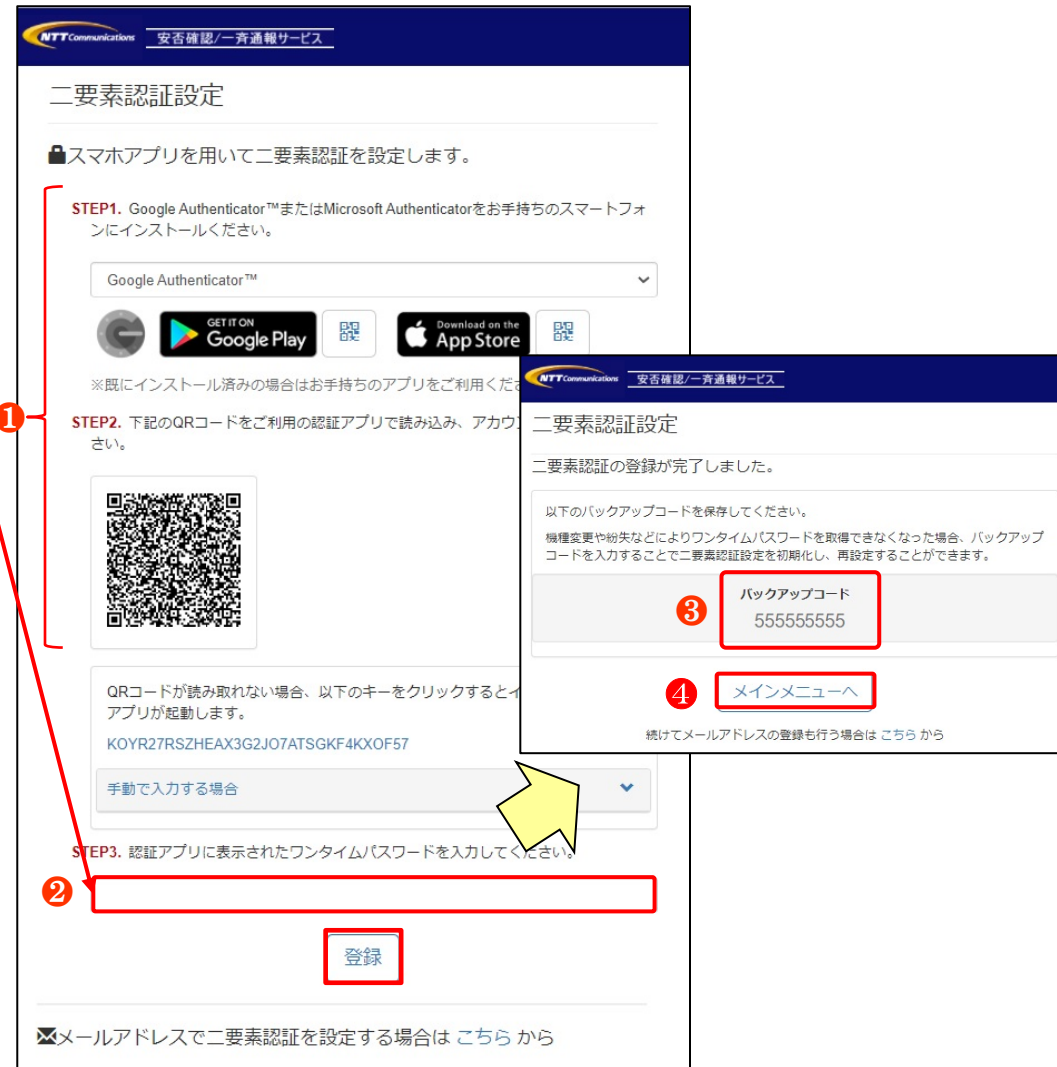 NTT Communications 安否確認/一斉通報サービス
二要素認証設定
スマホアプリを用いて二要素認証を設定します。
❶
STEP1. Google Authenticator™またはMicrosoft Authenticatorをお手持ちのスマートフォ
ンにインストールください。
Google Authenticator™
GET IT ON
Google Play
Download on the
App Store
※既にインストール済みの場合はお手持ちのアプリをご利用くだ
STEP2. 下記のQRコードをご利用の認証アプリで読み込み、アカウ
さい。
QRコードが読み取れない場合、以下のキーをクリックするとイ
アプリが起動します。
KOYR27RSZHEAX3G2JO7ATSGKF4KXOF57
手動で入力する場合
STEP3. 認証アプリに表示されたワンタイムパスワードを入力してください。
❷
登録
メールアドレスで二要素認証を設定する場合は こちら から
NTT Communications 安否確認/一斉通報サービス
二要素認証設定
二要素認証の登録が完了しました。
以下のバックアップコードを保存してください。
機種変更や紛失などによりワンタイムパスワードを取得できなくなった場合、バックアップ
コードを入力することで二要素認証設定を初期化し、再設定することができます。
❸
バックアップコード
555555555
❹
メインメニューへ
続けてメールアドレスの登録も行う場合は こちら から